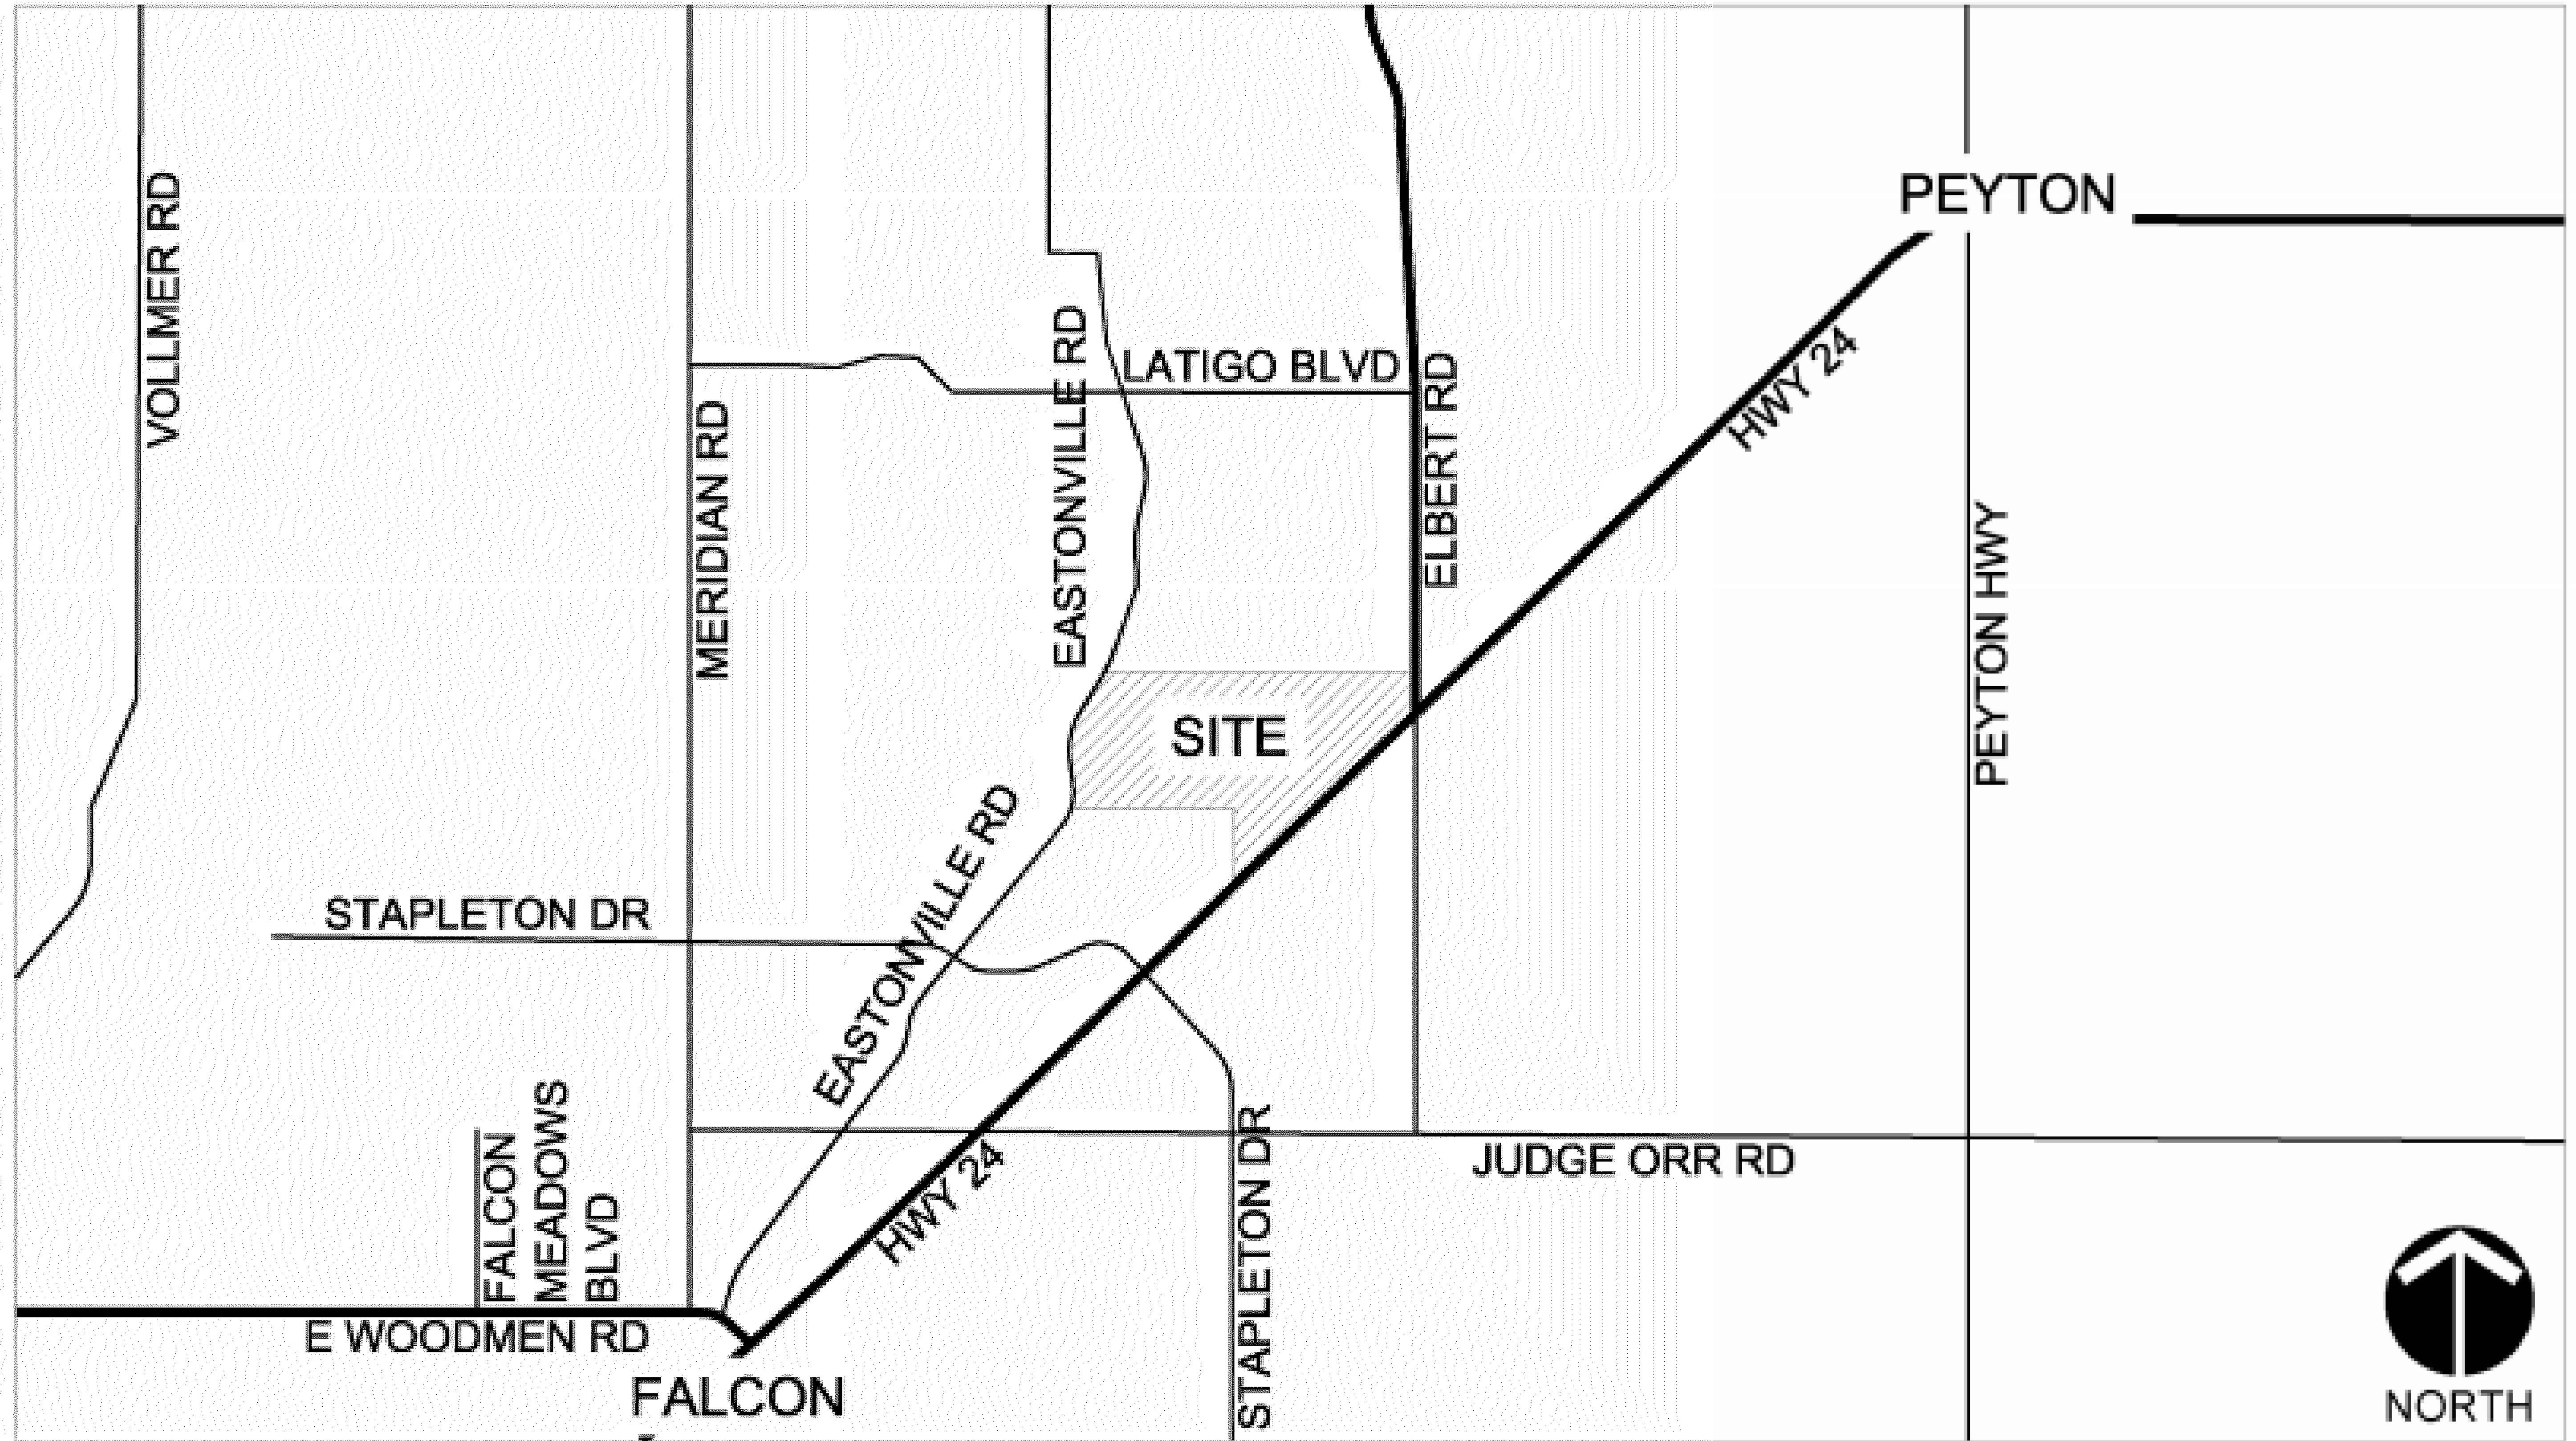 PEYTON
VOLLMER RD
EASTONVILLE RD
LATIGO BLVD
ELBERT RD
HWY 24
MERIDIAN RD
PEYTON HWY
SITE
EASTONVILLE RD
STAPLETON DR
FALCON
MEADOWS
BLVD
HWY 24
STAPLETON DR
JUDGE ORR RD
E WOODMEN RD
FALCON
NORTH